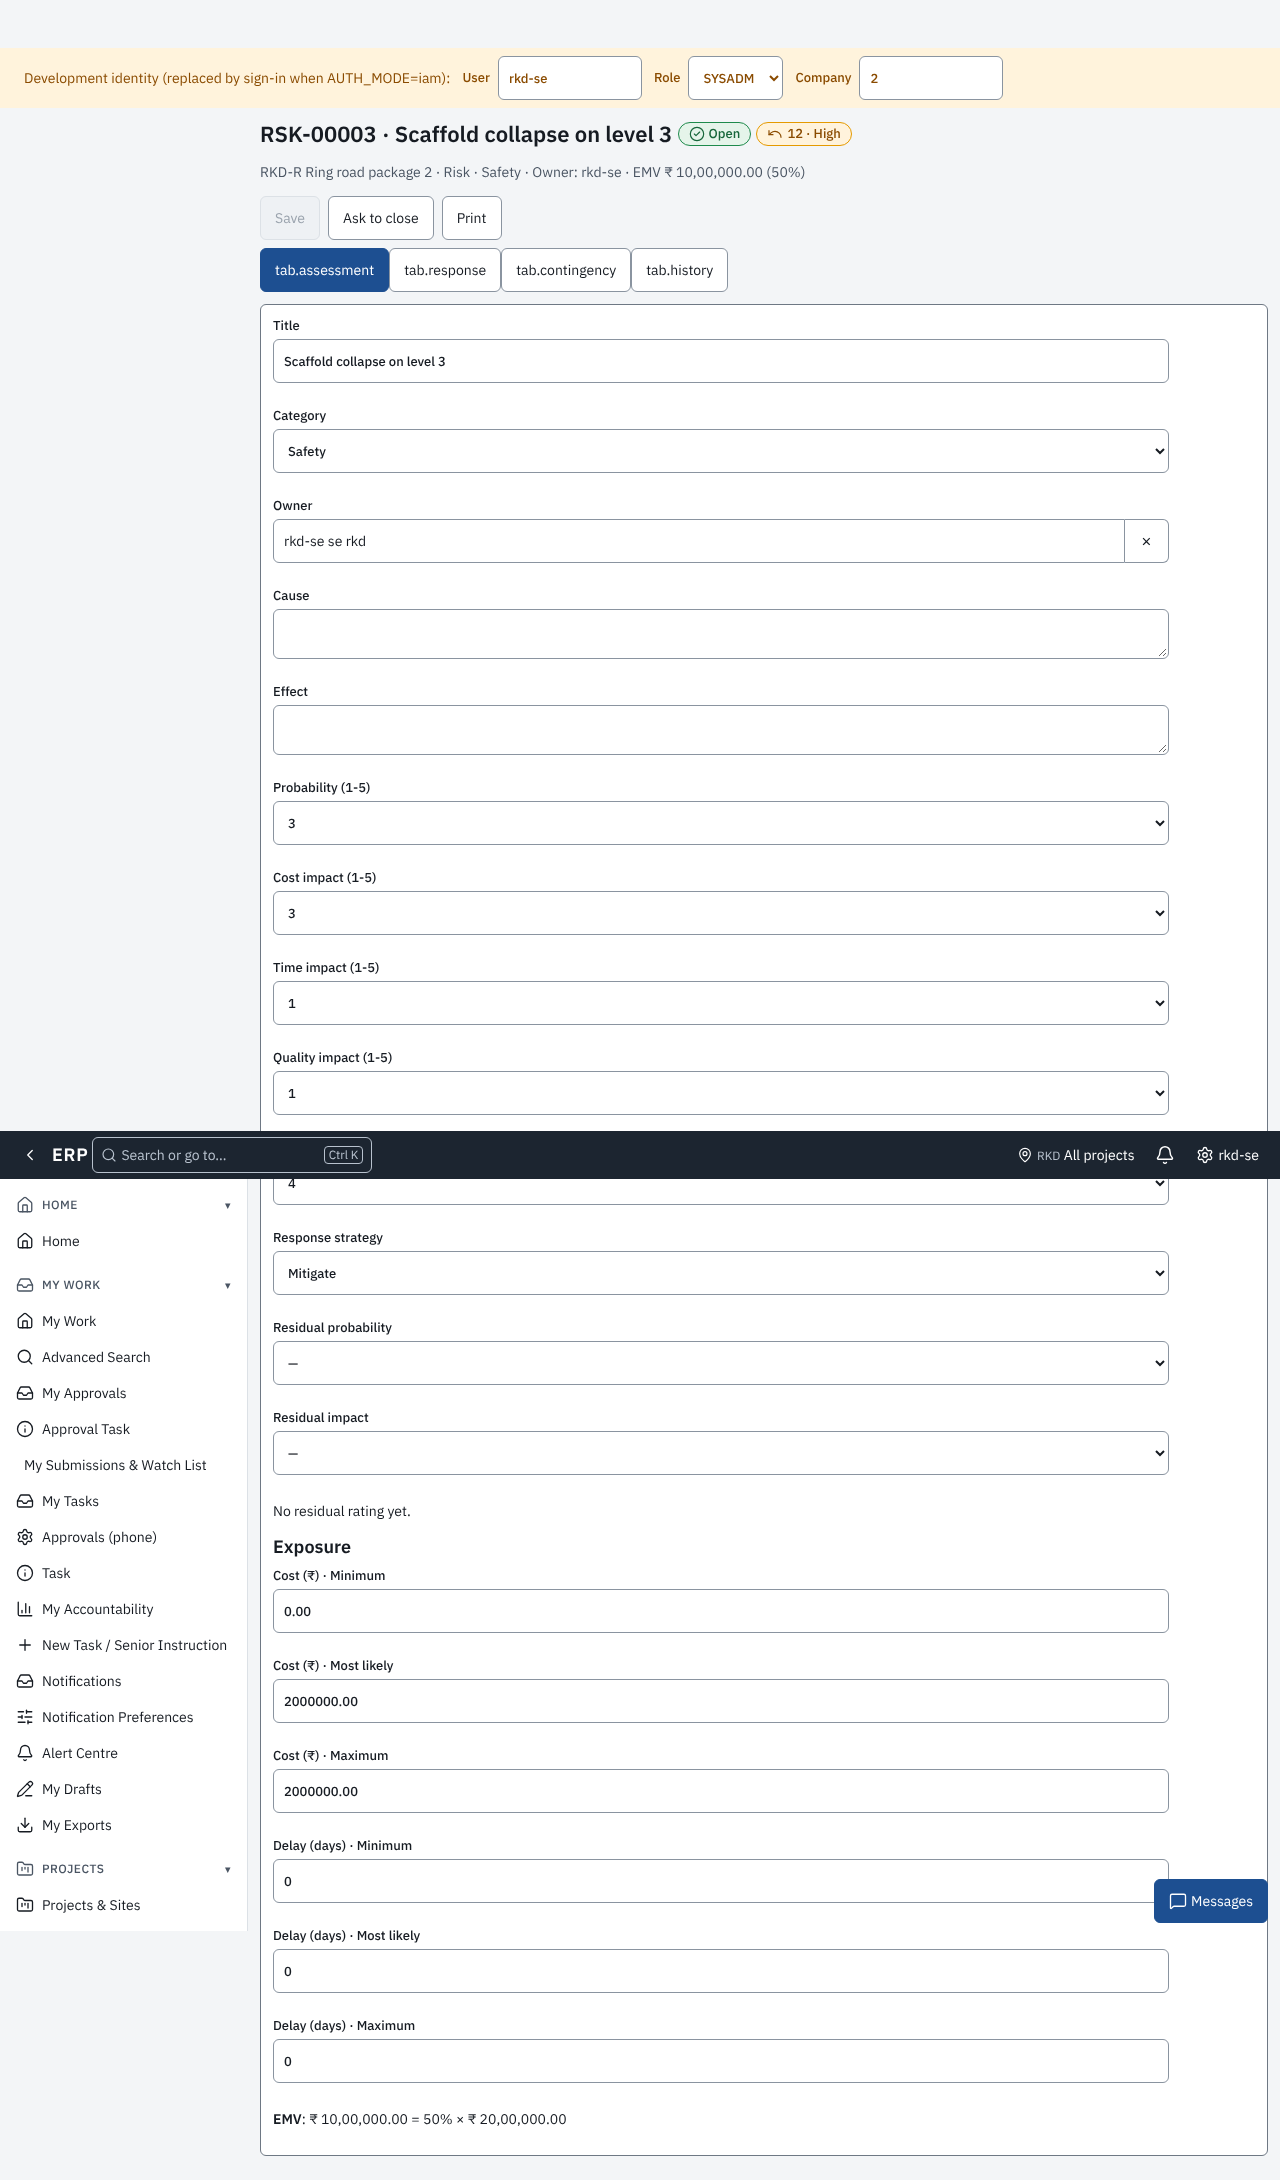 Development identity (replaced by sign-in when AUTH_MODE=iam): User rkd-se Role SYSADM Company 2
RSK-00003 · Scaffold collapse on level 3 Open 12 · High
RKD-R Ring road package 2 · Risk · Safety · Owner: rkd-se · EMV ₹ 10,00,000.00 (50%)
Save Ask to close Print
tab.assessment tab.response tab.contingency tab.history
Title
Scaffold collapse on level 3
Category
Safety
Owner
rkd-se se rkd ×
Cause
Effect
Probability (1-5)
3
Cost impact (1-5)
3
Time impact (1-5)
1
Quality impact (1-5)
1
ERP Search or go to... Ctrl K RKD All projects rkd-se
4
Response strategy
Mitigate
Residual probability
—
Residual impact
—
No residual rating yet.
Exposure
Cost (₹) · Minimum
0.00
Cost (₹) · Most likely
2000000.00
Cost (₹) · Maximum
2000000.00
Delay (days) · Minimum
0
Delay (days) · Most likely
0
Delay (days) · Maximum
0
EMV: ₹ 10,00,000.00 = 50% × ₹ 20,00,000.00
HOME
Home
MY WORK
My Work
Advanced Search
My Approvals
Approval Task
My Submissions & Watch List
My Tasks
Approvals (phone)
Task
My Accountability
New Task / Senior Instruction
Notifications
Notification Preferences
Alert Centre
My Drafts
My Exports
PROJECTS
Projects & Sites
Messages